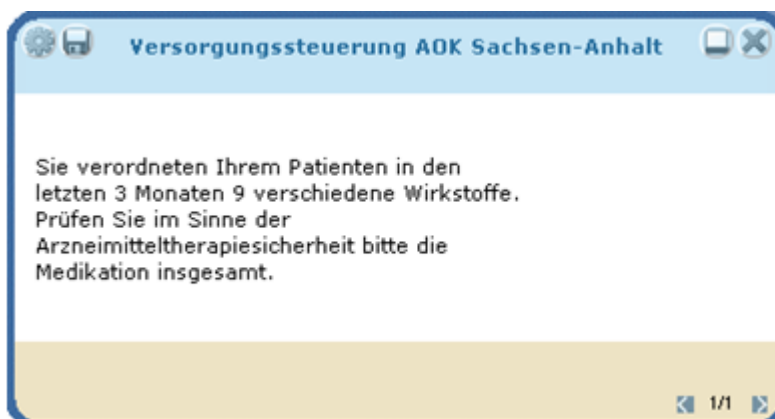 Versorgungssteuerung AOK Sachsen-Anhalt
Sie verordneten Ihrem Patienten in den
letzten 3 Monaten 9 verschiedene Wirkstoffe.
Prüfen Sie im Sinne der
Arzneimitteltherapiesicherheit bitte die
Medikation insgesamt.
1/1